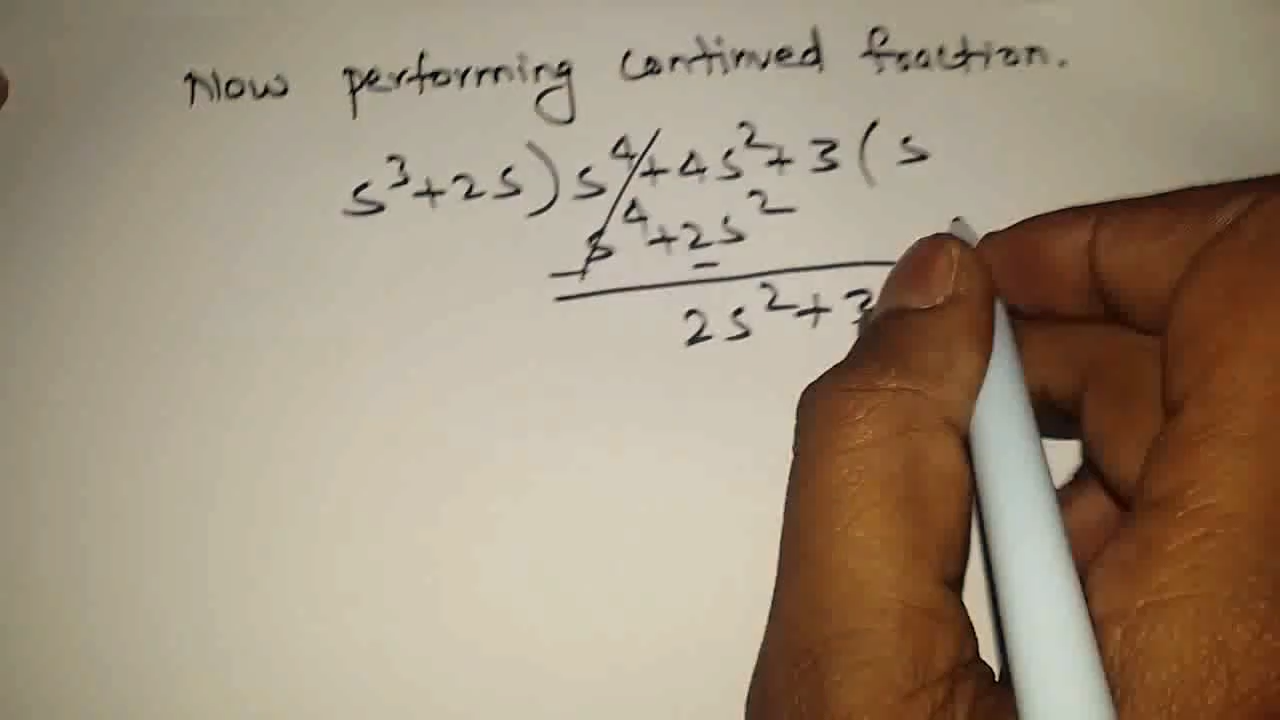 Now performing continued fraction.
s³+2s) s⁴+4s²+3 (s
s⁴+2s²
2s²+3